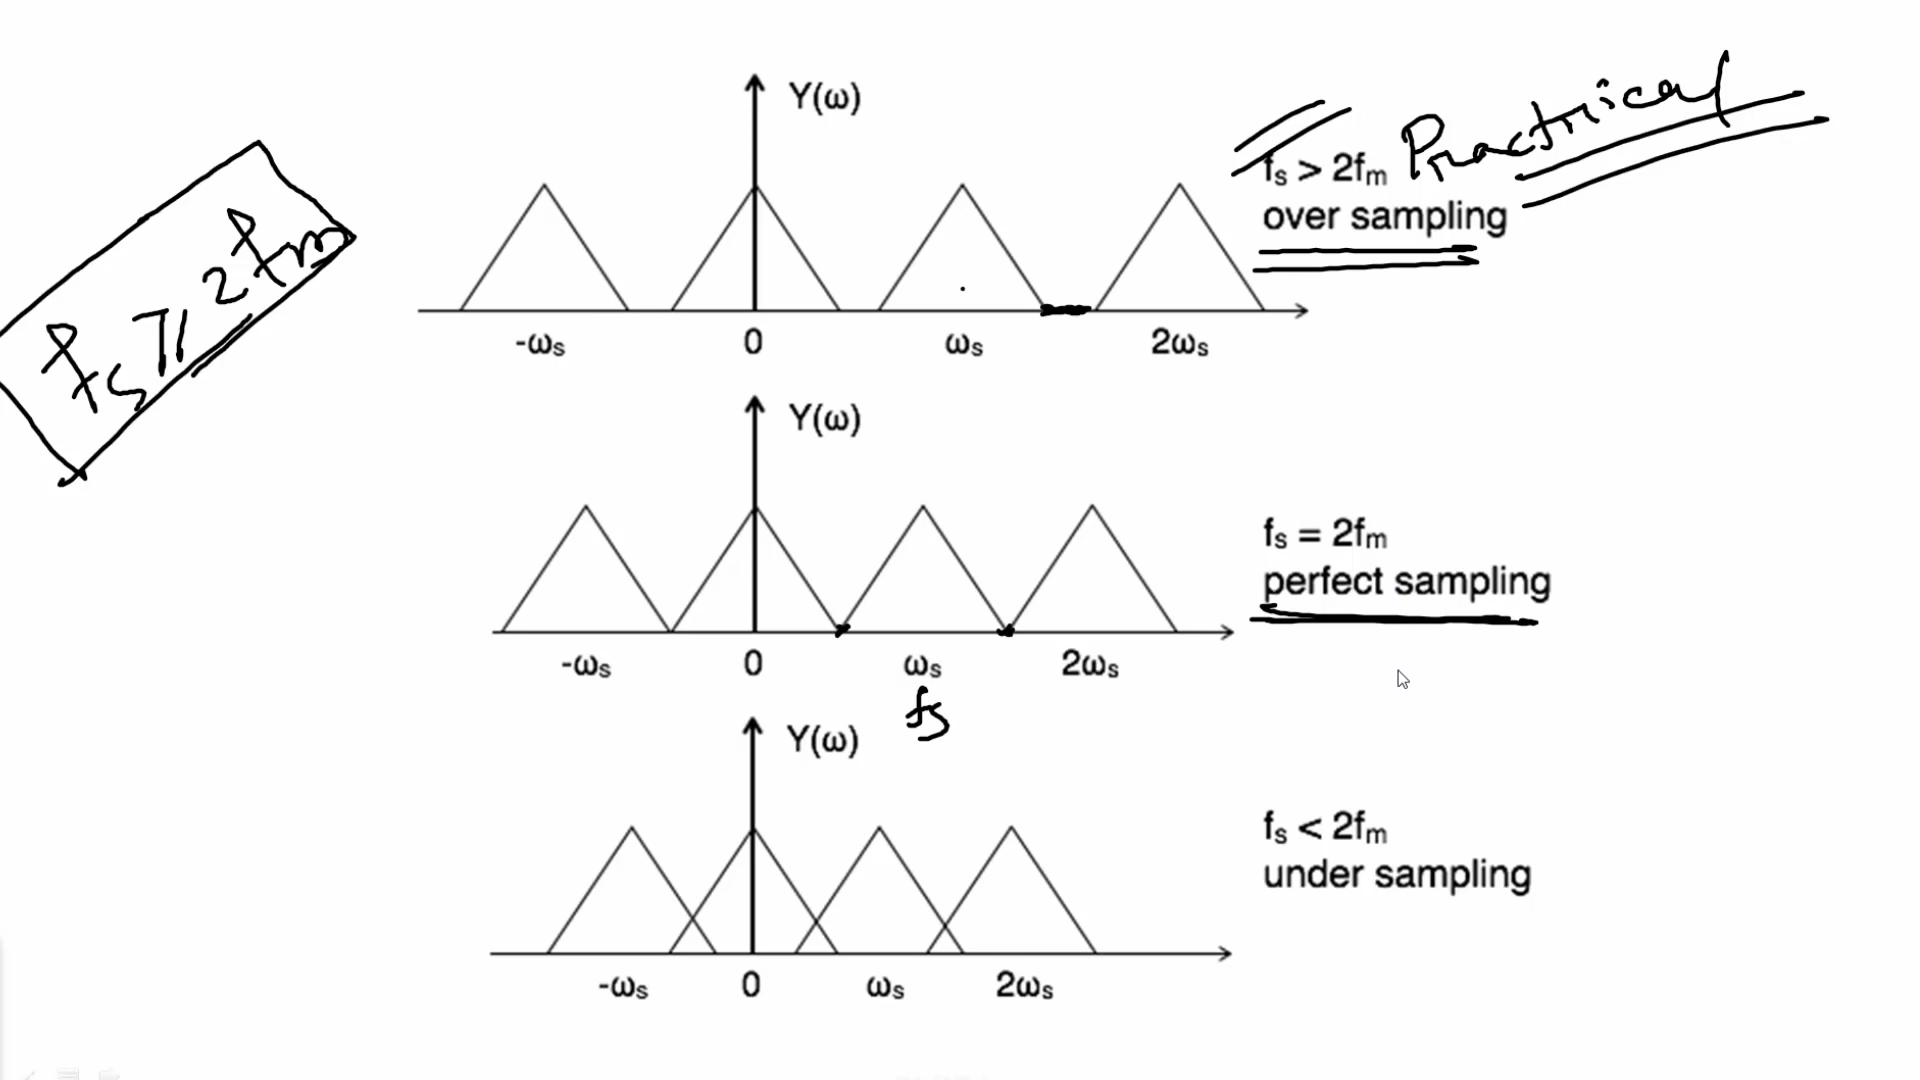 Y(ω)
fₛ > 2fₘ Practical
over sampling
fₛ ≥ 2fₘ
-ωₛ 0 ωₛ 2ωₛ
Y(ω)
fₛ = 2fₘ
perfect sampling
-ωₛ 0 ωₛ 2ωₛ
fₛ
Y(ω)
fₛ < 2fₘ
under sampling
-ωₛ 0 ωₛ 2ωₛ